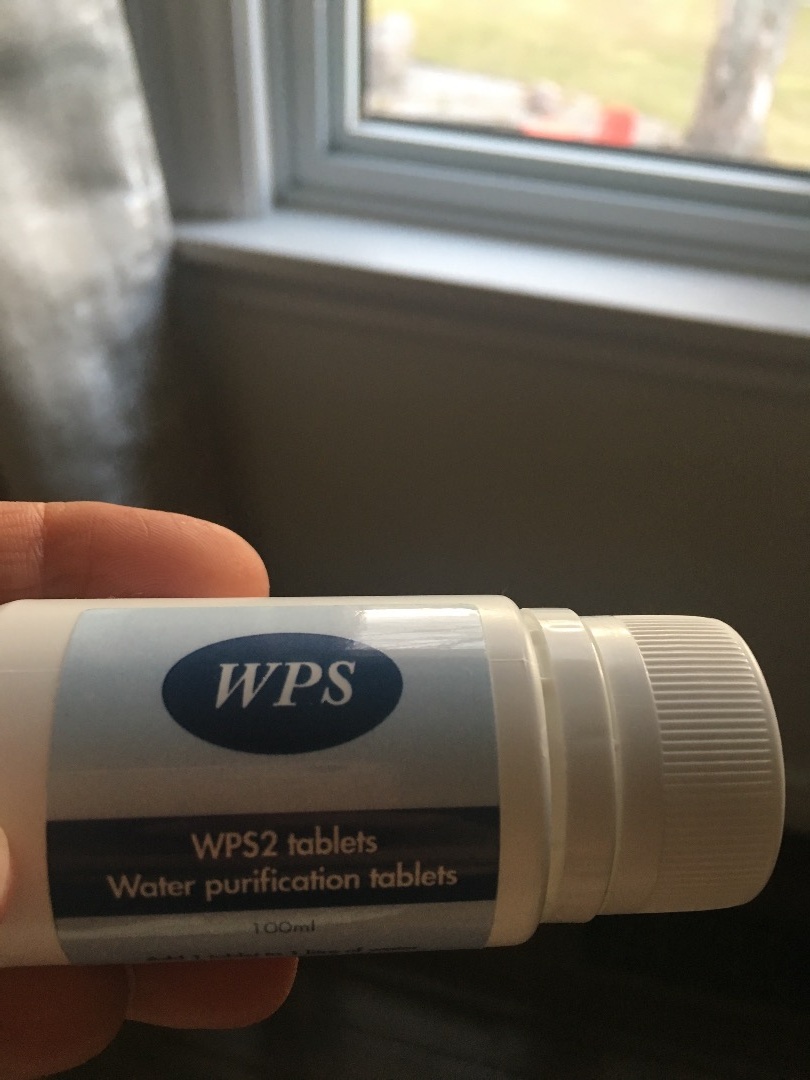 WPS
WPS2 tablets
Water purification tablets
100ml